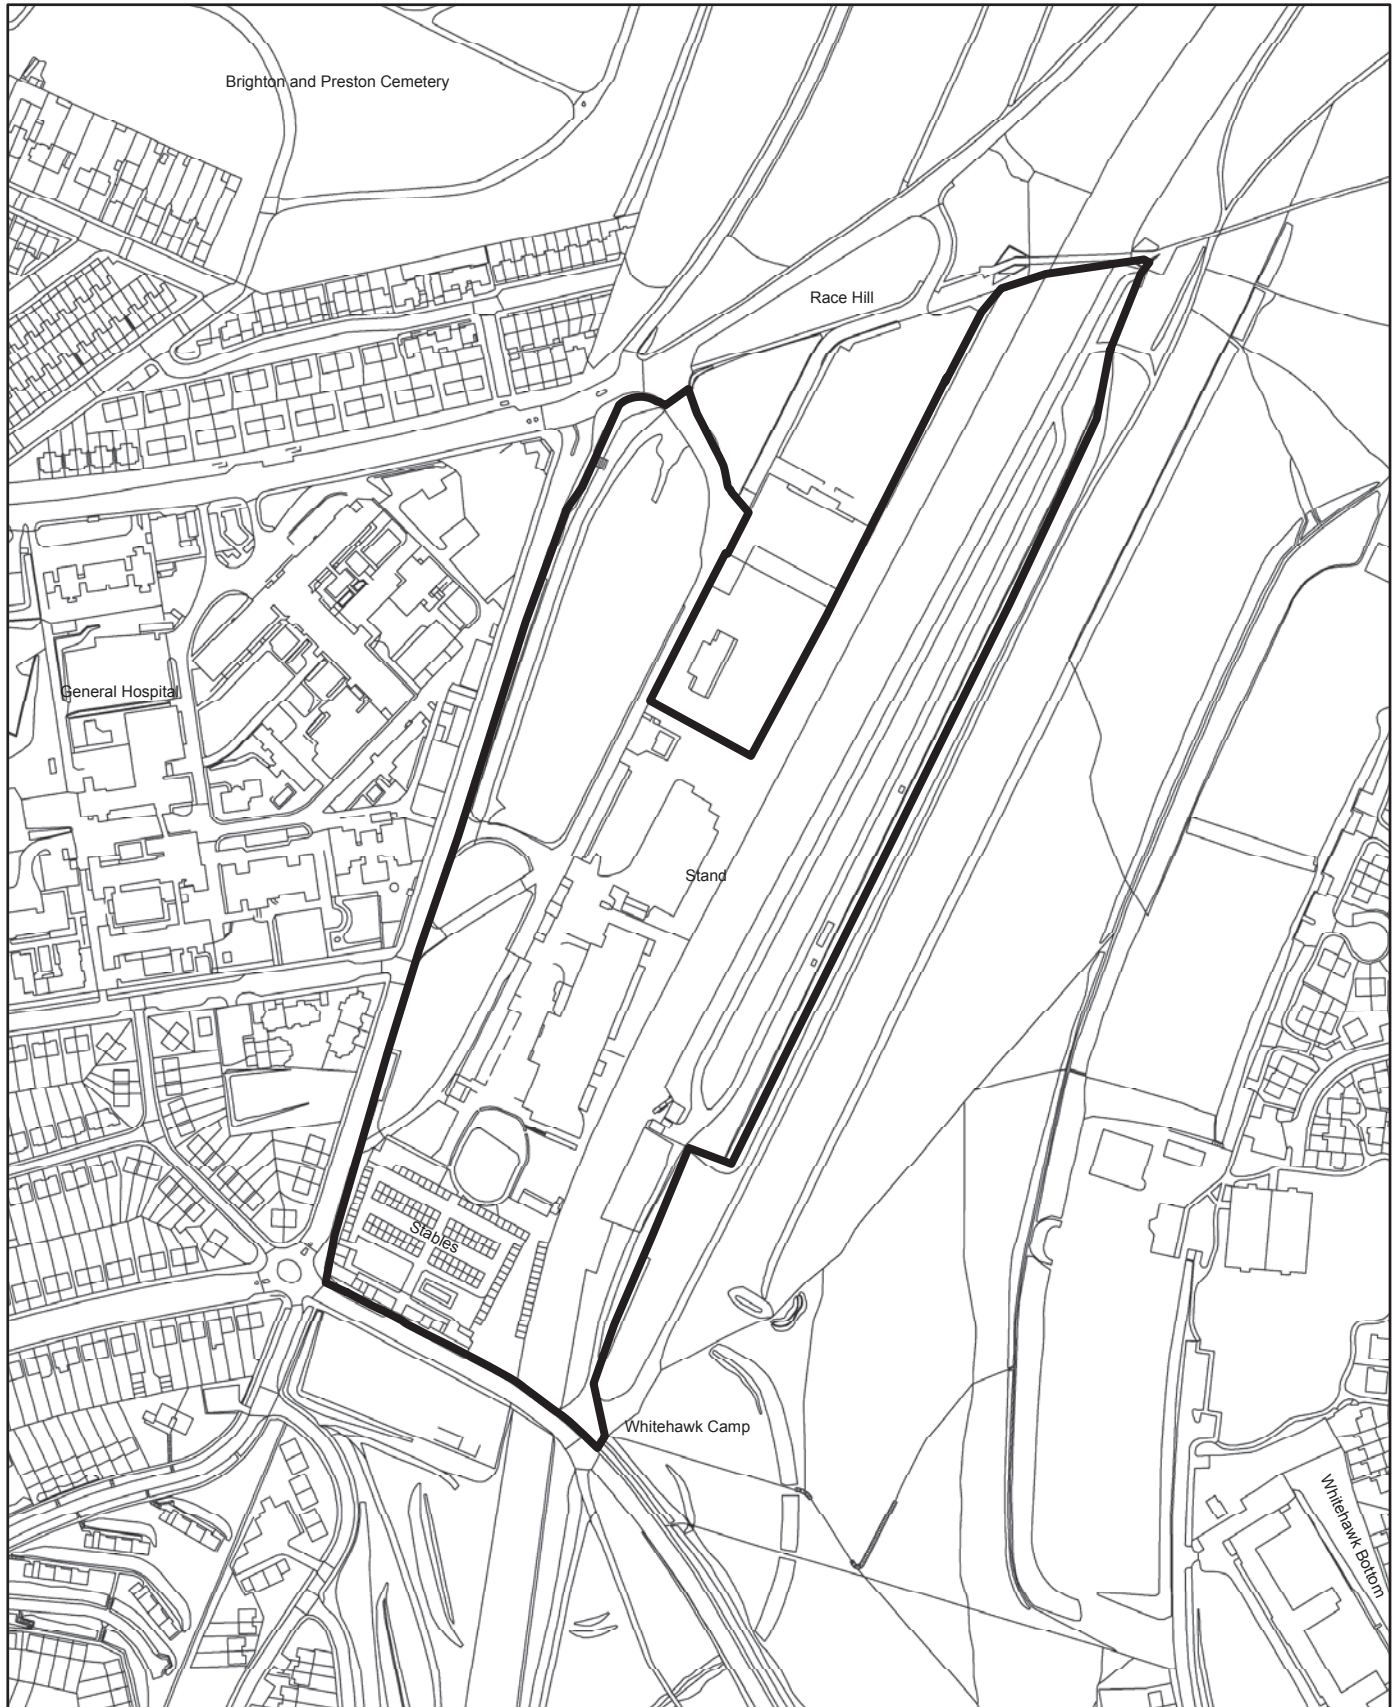 Brighton and Preston Cemetery
Race Hill
General Hospital
Stand
Stables
Whitehawk Camp
Whitehawk Bottom